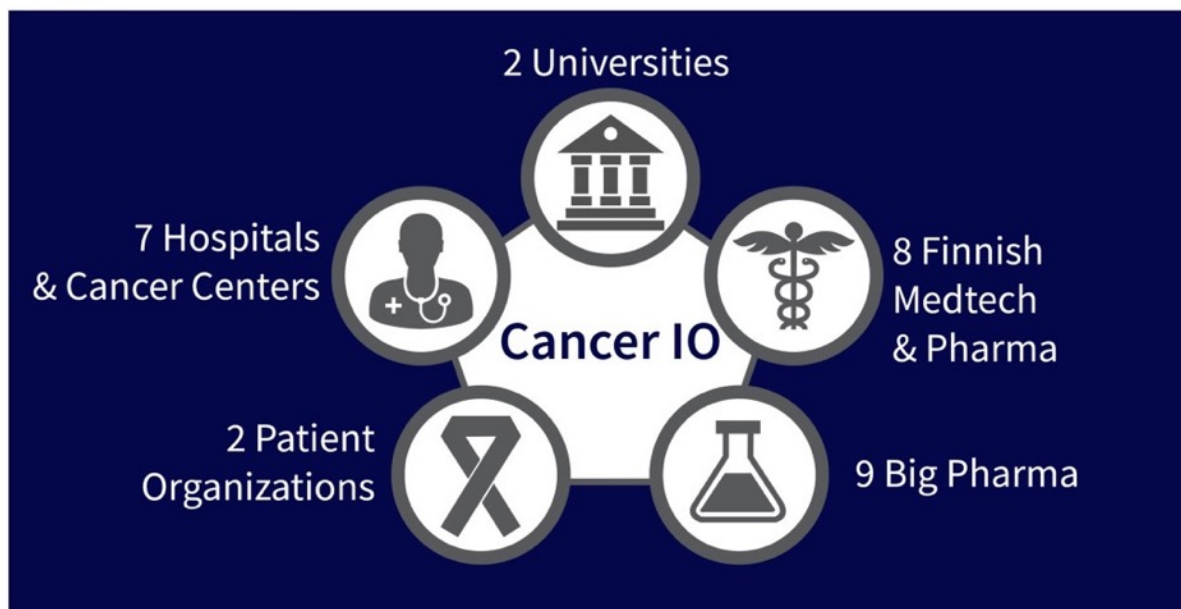 2 Universities
7 Hospitals
& Cancer Centers
8 Finnish
Medtech
& Pharma
Cancer IO
2 Patient
Organizations
9 Big Pharma